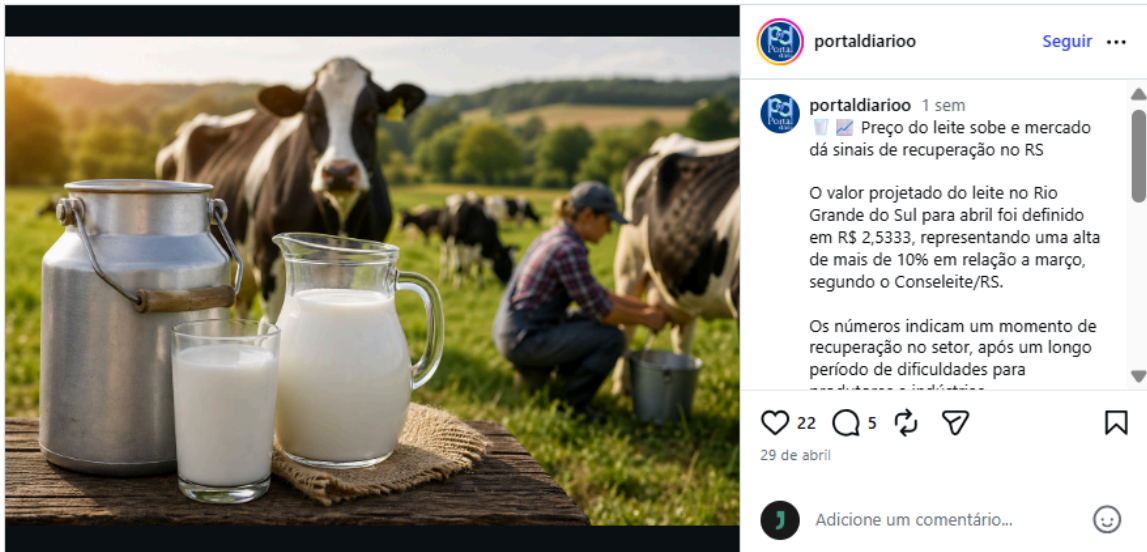 portaldiarioo
Seguir
portaldiarioo 1 sem
Preço do leite sobe e mercado
dá sinais de recuperação no RS
O valor projetado do leite no Rio
Grande do Sul para abril foi definido
em R$ 2,5333, representando uma alta
de mais de 10% em relação a março,
segundo o Conseleite/RS.
Os números indicam um momento de
recuperação no setor, após um longo
período de dificuldades para
22
5
29 de abril
Adicione um comentário...